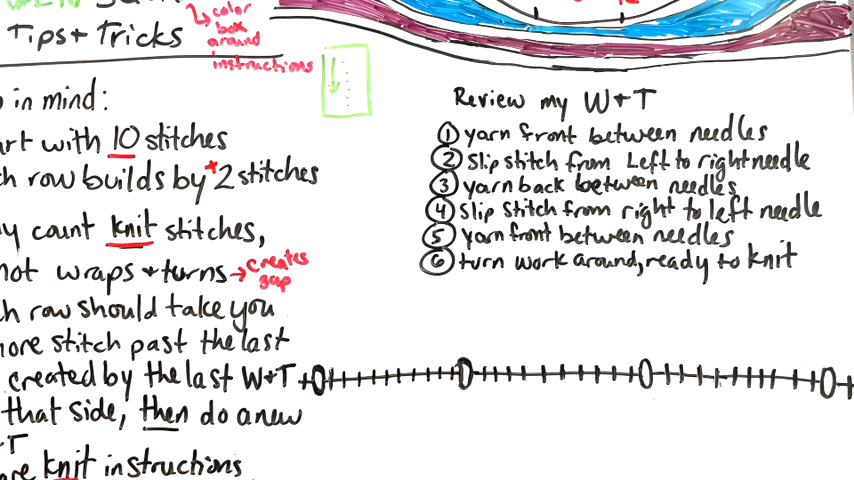 Tips + Tricks
color
box
around
instructions
in mind:
with 10 stitches
row builds by +2 stitches
count knit stitches,
not wraps + turns → creates
gap
row should take you
stitch past the last
created by the last W+T
that side, then do a new
T
knit instructions
Review my W+T
① yarn front between needles
② Slip stitch from Left to right needle
③ yarn back between needles
④ Slip stitch from right to left needle
⑤ yarn front between needles
⑥ turn work around, ready to knit